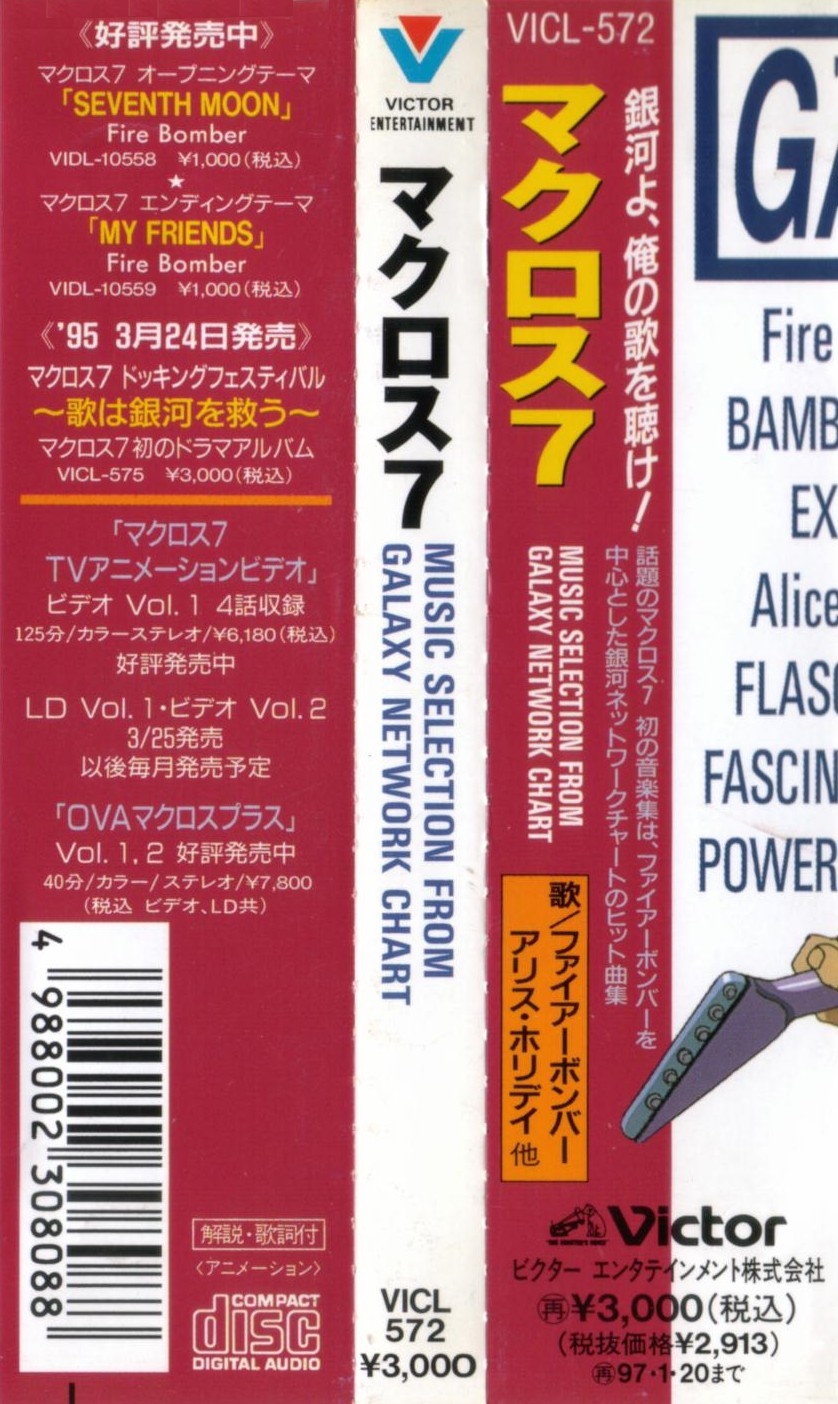 《好評発売中》
マクロス7 オープニングテーマ
「SEVENTH MOON」
Fire Bomber
VIDL-10558 ¥1,000(税込)
★
マクロス7 エンディングテーマ
「MY FRIENDS」
Fire Bomber
VIDL-10559 ¥1,000(税込)
《'95 3月24日発売》
マクロス7 ドッキングフェスティバル
〜歌は銀河を救う〜
マクロス7初のドラマアルバム
VICL-575 ¥3,000(税込)
「マクロス7
TVアニメーションビデオ」
ビデオ Vol.1 4話収録
125分/カラーステレオ/¥6,180(税込)
好評発売中
LD Vol.1・ビデオ Vol.2
3/25発売
以後毎月発売予定
「OVAマクロスプラス」
Vol.1,2 好評発売中
40分/カラー/ステレオ/¥7,800
(税込 ビデオ、LD共)
4 988002 308088
解説・歌詞付
〈アニメーション〉
COMPACT
disc
DIGITAL AUDIO
VICTOR
ENTERTAINMENT
マクロス7
MUSIC SELECTION FROM
GALAXY NETWORK CHART
VICL
572
¥3,000
VICL-572
銀河よ、俺の歌を聴け!
マクロス7
MUSIC SELECTION FROM
GALAXY NETWORK CHART
話題のマクロス7 初の音楽集は、ファイアーボンバーを
中心とした銀河ネットワークチャートのヒット曲集
歌/ファイアーボンバー
アリス・ホリデイ 他
Victor
ビクター エンタテインメント株式会社
再¥3,000(税込)
(税抜価格¥2,913)
再97・1・20まで
Fire
BAMB
EX
Alice
FLASC
FASCIN
POWER